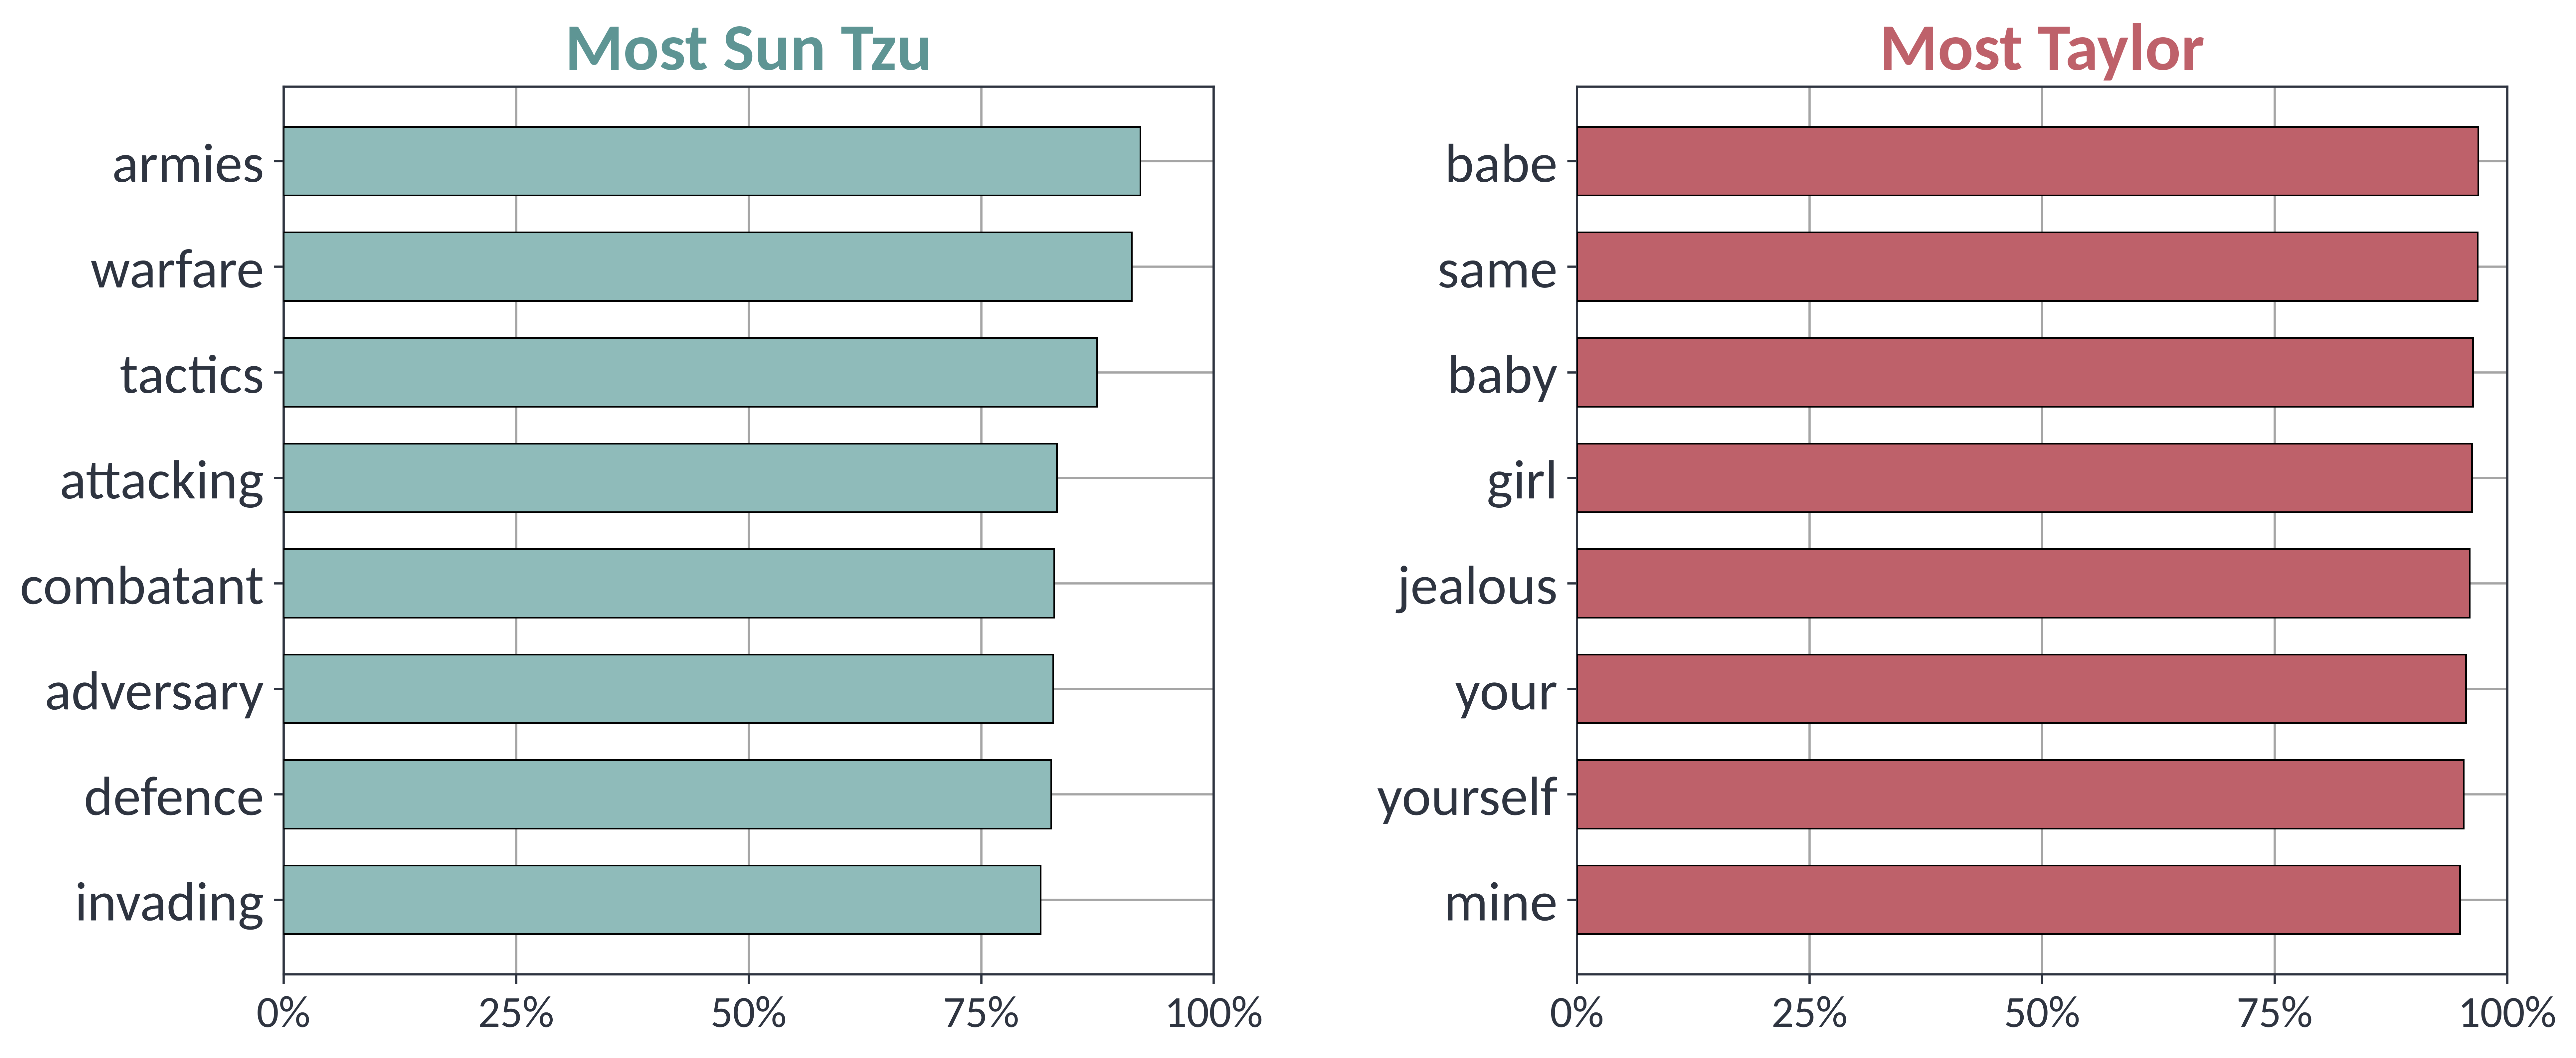 Most Sun Tzu
armies
warfare
tactics
attacking
combatant
adversary
defence
invading
0% 25% 50% 75% 100%
Most Taylor
babe
same
baby
girl
jealous
your
yourself
mine
0% 25% 50% 75% 100%